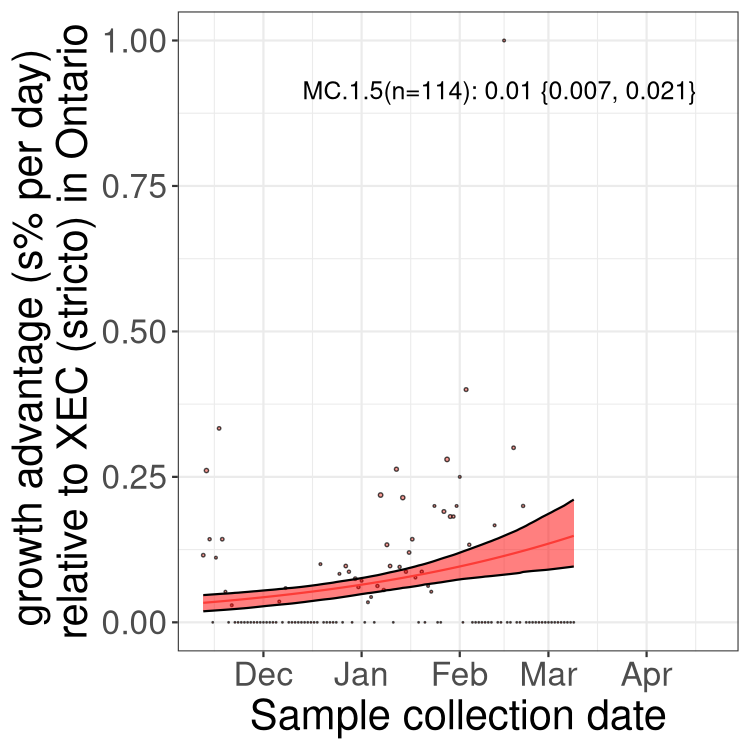 growth advantage (s% per day)
relative to XEC (stricto) in Ontario
1.00
0.75
0.50
0.25
0.00
MC.1.5(n=114): 0.01 {0.007, 0.021}
Dec Jan Feb Mar Apr
Sample collection date